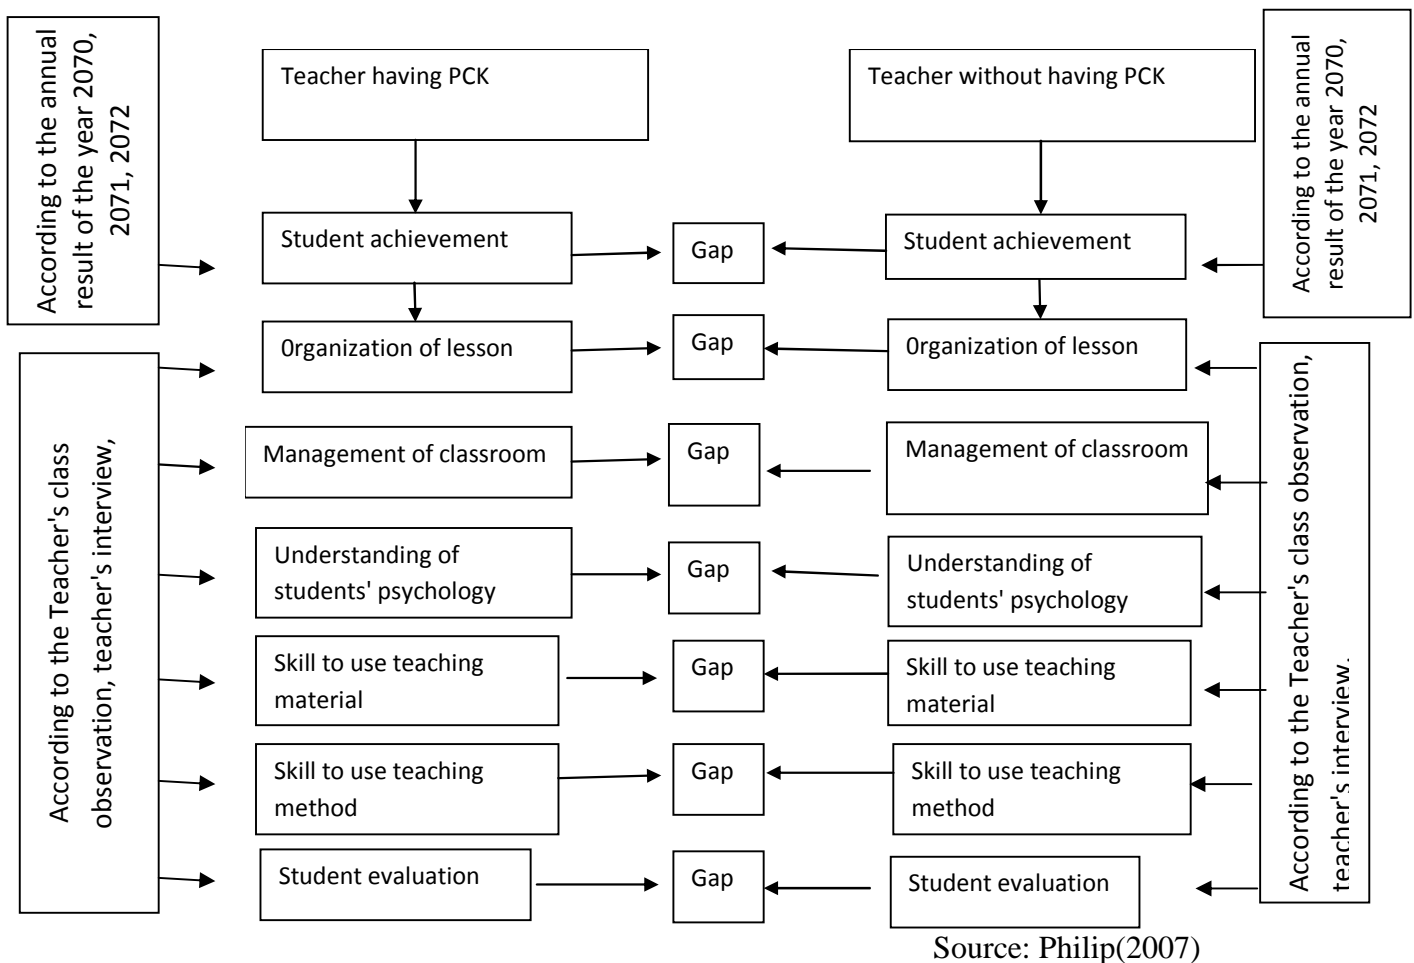 According to the annual
result of the year 2070,
2071, 2072
Teacher having PCK
Teacher without having PCK
According to the annual
result of the year 2070,
2071, 2072
Student achievement
Gap
Student achievement
0rganization of lesson
Gap
0rganization of lesson
According to the Teacher's class
observation, teacher's interview,
Management of classroom
Gap
Management of classroom
According to the Teacher's class observation,
teacher's interview.
Understanding of
students' psychology
Gap
Understanding of
students' psychology
Skill to use teaching
material
Gap
Skill to use teaching
material
Skill to use teaching
method
Gap
Skill to use teaching
method
Student evaluation
Gap
Student evaluation
Source: Philip(2007)